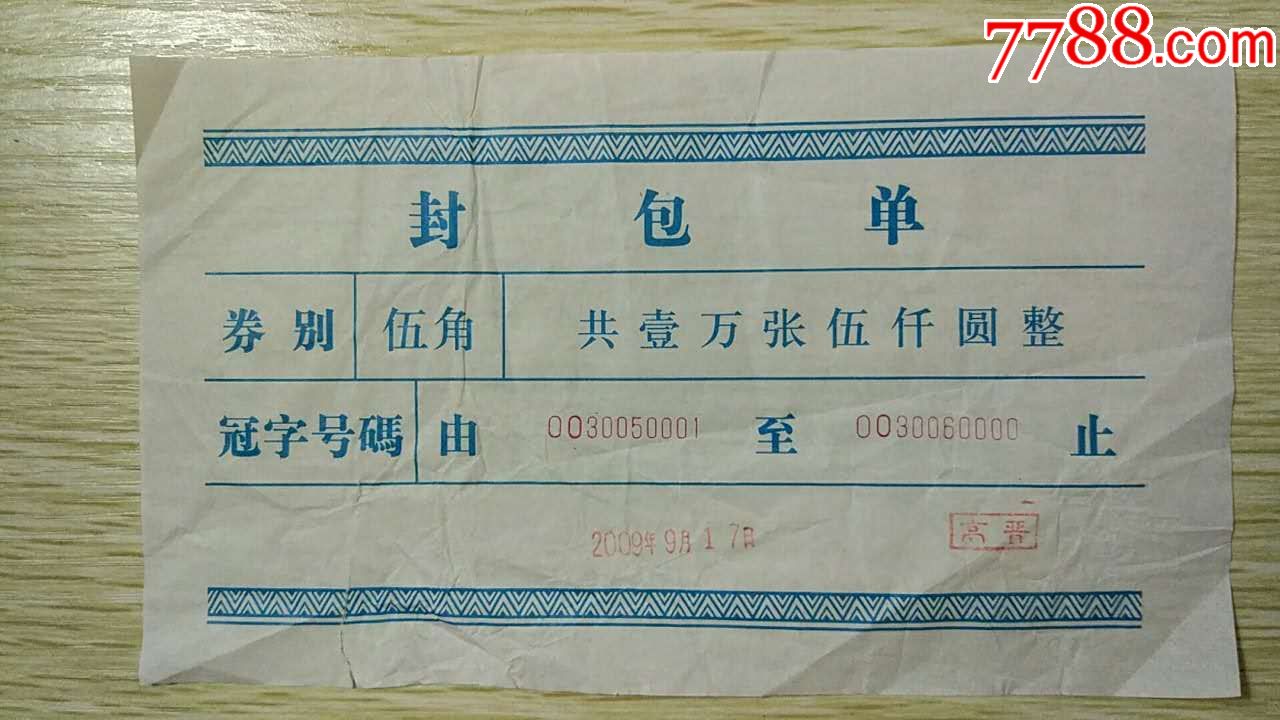 7788.com
封包单
券别 伍角 共壹万张伍仟圆整
冠字号碼 由 0030050001 至 0030060000 止
2009年9月17日 高晋